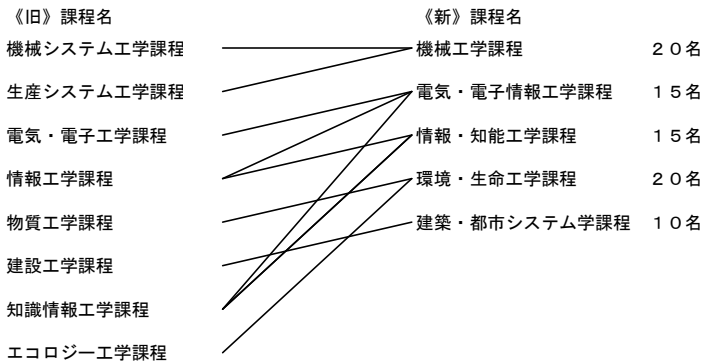 《旧》課程名 《新》課程名
機械システム工学課程 機械工学課程 ２０名
生産システム工学課程 電気・電子情報工学課程 １５名
電気・電子工学課程 情報・知能工学課程 １５名
情報工学課程 環境・生命工学課程 ２０名
物質工学課程 建築・都市システム学課程 １０名
建設工学課程
知識情報工学課程
エコロジー工学課程